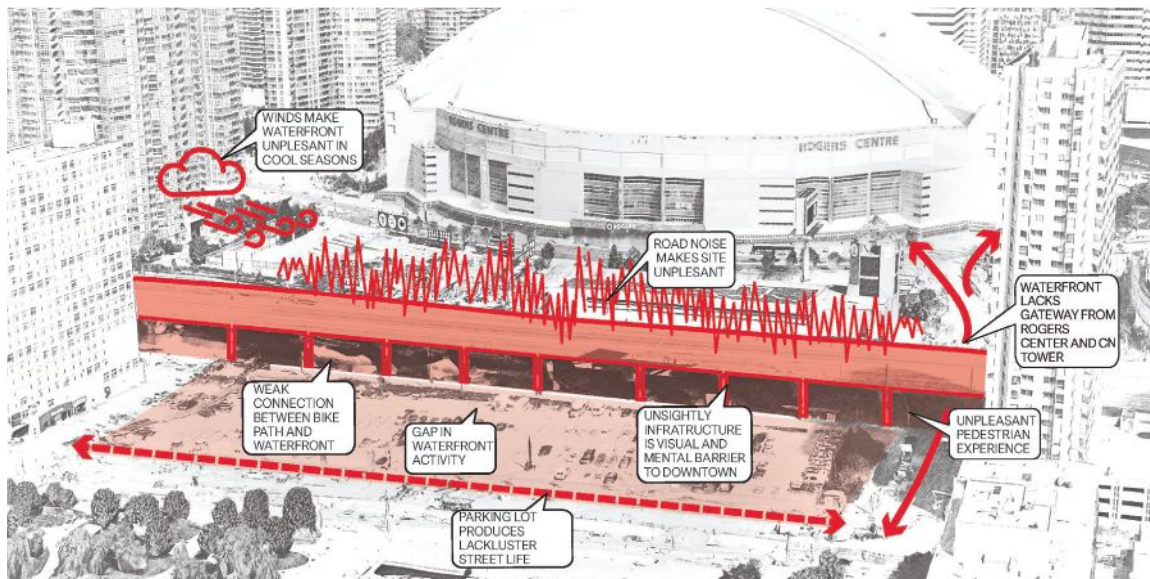 WINDS MAKE
WATERFRONT
UNPLESANT IN
COOL SEASONS
ROGERS CENTRE
ROGERS CENTRE
ROGERS
ROAD NOISE
MAKES SITE
UNPLESANT
WATERFRONT
LACKS
GATEWAY FROM
ROGERS
CENTER AND CN
TOWER
WEAK
CONNECTION
BETWEEN BIKE
PATH AND
WATERFRONT
GAP IN
WATERFRONT
ACTIVITY
UNSIGHTLY
INFRATRUCTURE
IS VISUAL AND
MENTAL BARRIER
TO DOWNTOWN
UNPLEASANT
PEDESTRIAN
EXPERIENCE
PARKING LOT
PRODUCES
LACKLUSTER
STREET LIFE